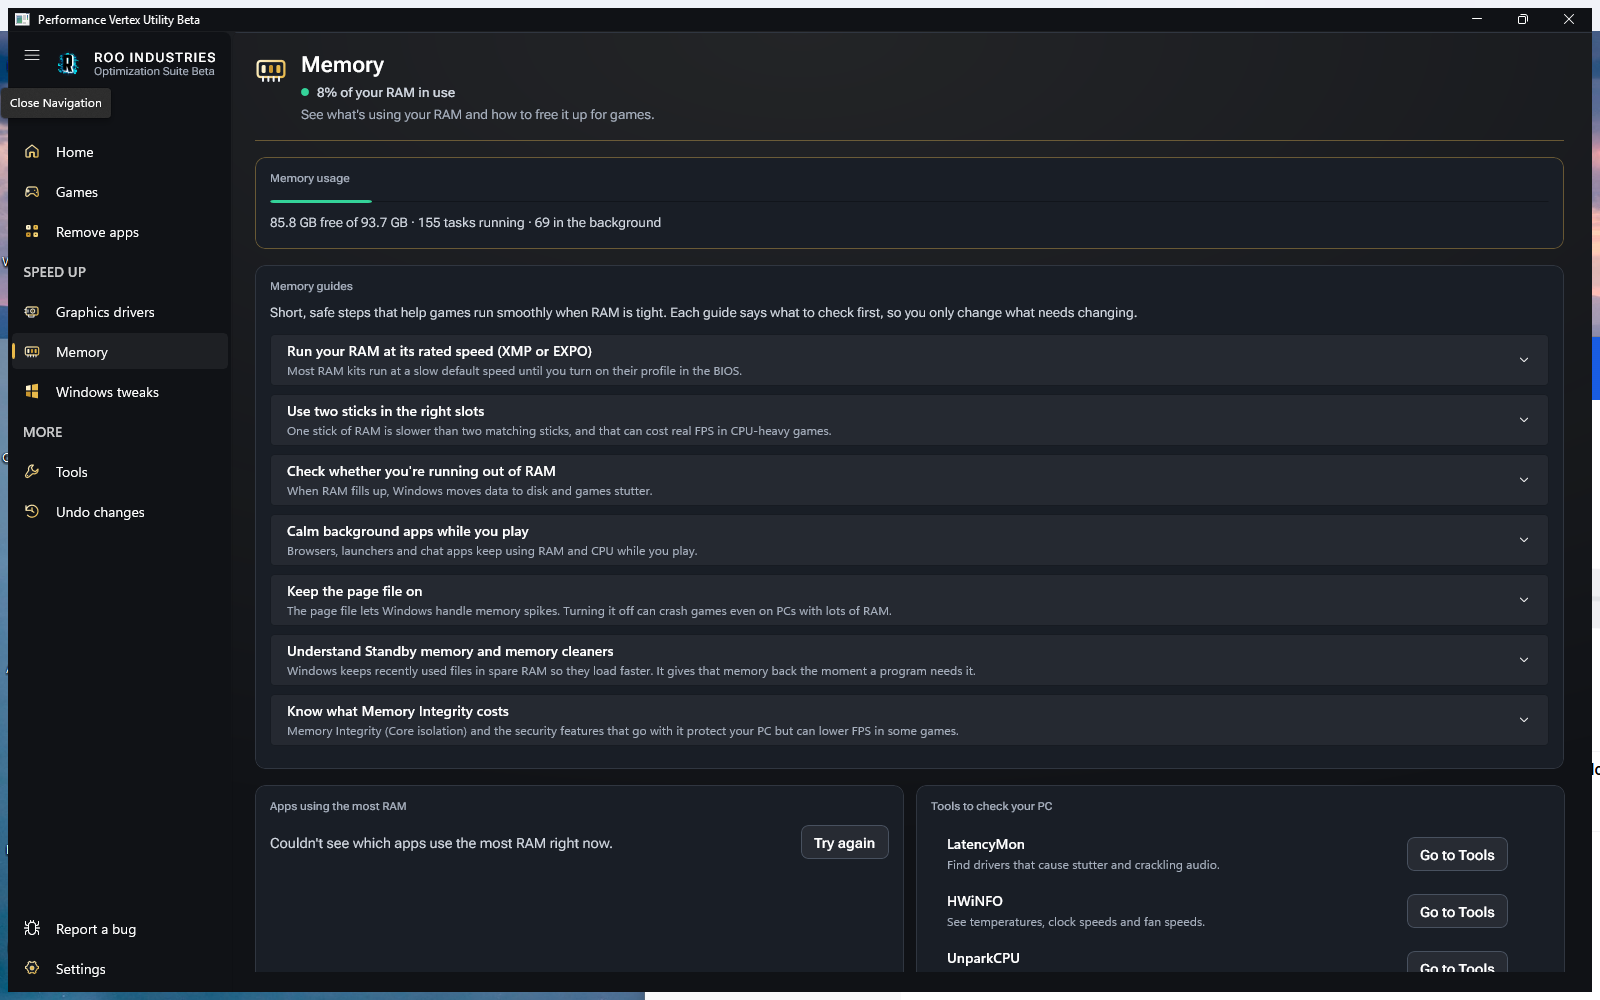 Performance Vertex Utility Beta
ROO INDUSTRIES
Optimization Suite Beta
Close Navigation
Home
Games
Remove apps
SPEED UP
Graphics drivers
Memory
Windows tweaks
MORE
Tools
Undo changes
Report a bug
Settings
Memory
8% of your RAM in use
See what's using your RAM and how to free it up for games.
Memory usage
85.8 GB free of 93.7 GB · 155 tasks running · 69 in the background
Memory guides
Short, safe steps that help games run smoothly when RAM is tight. Each guide says what to check first, so you only change what needs changing.
Run your RAM at its rated speed (XMP or EXPO)
Most RAM kits run at a slow default speed until you turn on their profile in the BIOS.
Use two sticks in the right slots
One stick of RAM is slower than two matching sticks, and that can cost real FPS in CPU-heavy games.
Check whether you're running out of RAM
When RAM fills up, Windows moves data to disk and games stutter.
Calm background apps while you play
Browsers, launchers and chat apps keep using RAM and CPU while you play.
Keep the page file on
The page file lets Windows handle memory spikes. Turning it off can crash games even on PCs with lots of RAM.
Understand Standby memory and memory cleaners
Windows keeps recently used files in spare RAM so they load faster. It gives that memory back the moment a program needs it.
Know what Memory Integrity costs
Memory Integrity (Core isolation) and the security features that go with it protect your PC but can lower FPS in some games.
Apps using the most RAM
Couldn't see which apps use the most RAM right now.
Try again
Tools to check your PC
LatencyMon
Find drivers that cause stutter and crackling audio.
Go to Tools
HWiNFO
See temperatures, clock speeds and fan speeds.
Go to Tools
UnparkCPU
Go to Tools